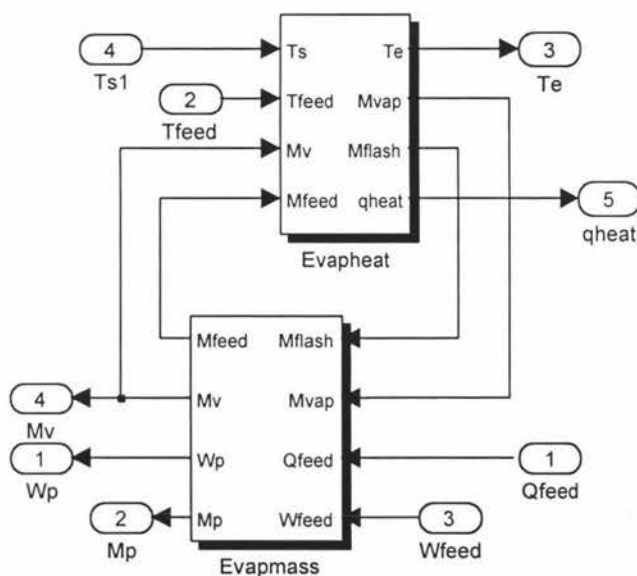 4
Ts1
2
Tfeed
Ts
Tfeed
Mv
Mfeed
Te
Mvap
Mflash
qheat
Evapheat
3
Te
5
qheat
4
Mv
1
Wp
2
Mp
Mfeed
Mv
Wp
Mp
Mflash
Mvap
Qfeed
Wfeed
Evapmass
1
Qfeed
3
Wfeed